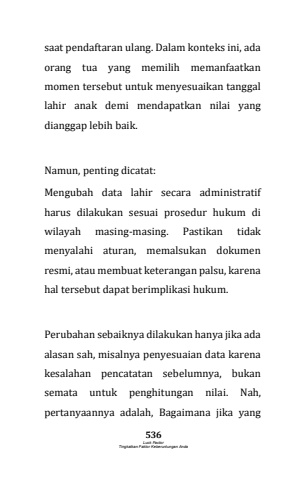 saat pendaftaran ulang. Dalam konteks ini, ada
orang tua yang memilih memanfaatkan
momen tersebut untuk menyesuaikan tanggal
lahir anak demi mendapatkan nilai yang
dianggap lebih baik.
Namun, penting dicatat:
Mengubah data lahir secara administratif
harus dilakukan sesuai prosedur hukum di
wilayah masing-masing. Pastikan tidak
menyalahi aturan, memalsukan dokumen
resmi, atau membuat keterangan palsu, karena
hal tersebut dapat berimplikasi hukum.
Perubahan sebaiknya dilakukan hanya jika ada
alasan sah, misalnya penyesuaian data karena
kesalahan pencatatan sebelumnya, bukan
semata untuk penghitungan nilai. Nah,
pertanyaannya adalah, Bagaimana jika yang
536
Luck Factor
Tingkatkan Faktor Keberuntungan Anda